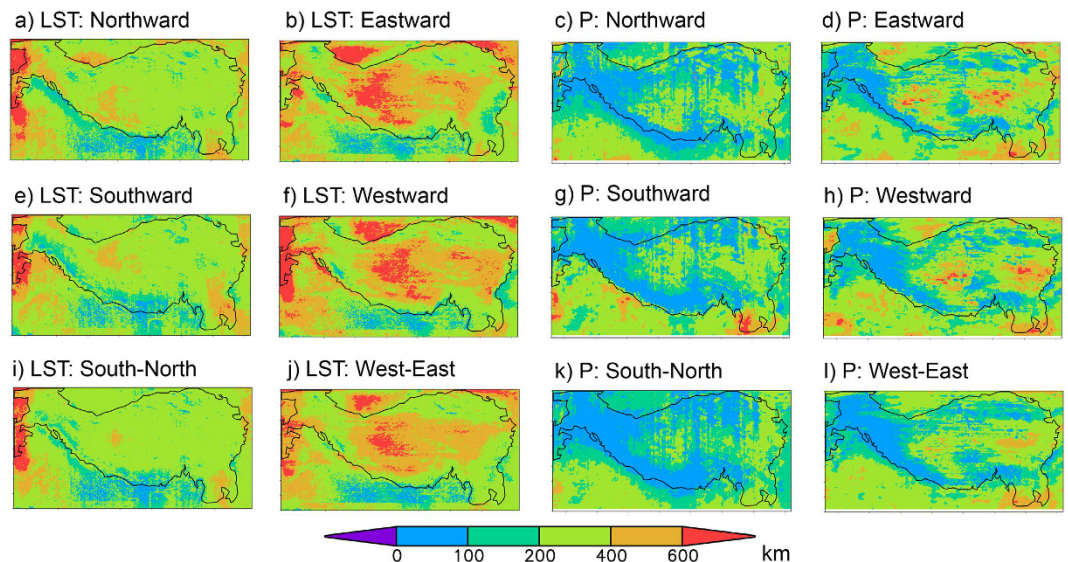 a) LST: Northward
b) LST: Eastward
c) P: Northward
d) P: Eastward
e) LST: Southward
f) LST: Westward
g) P: Southward
h) P: Westward
i) LST: South-North
j) LST: West-East
k) P: South-North
l) P: West-East
0 100 200 400 600 km